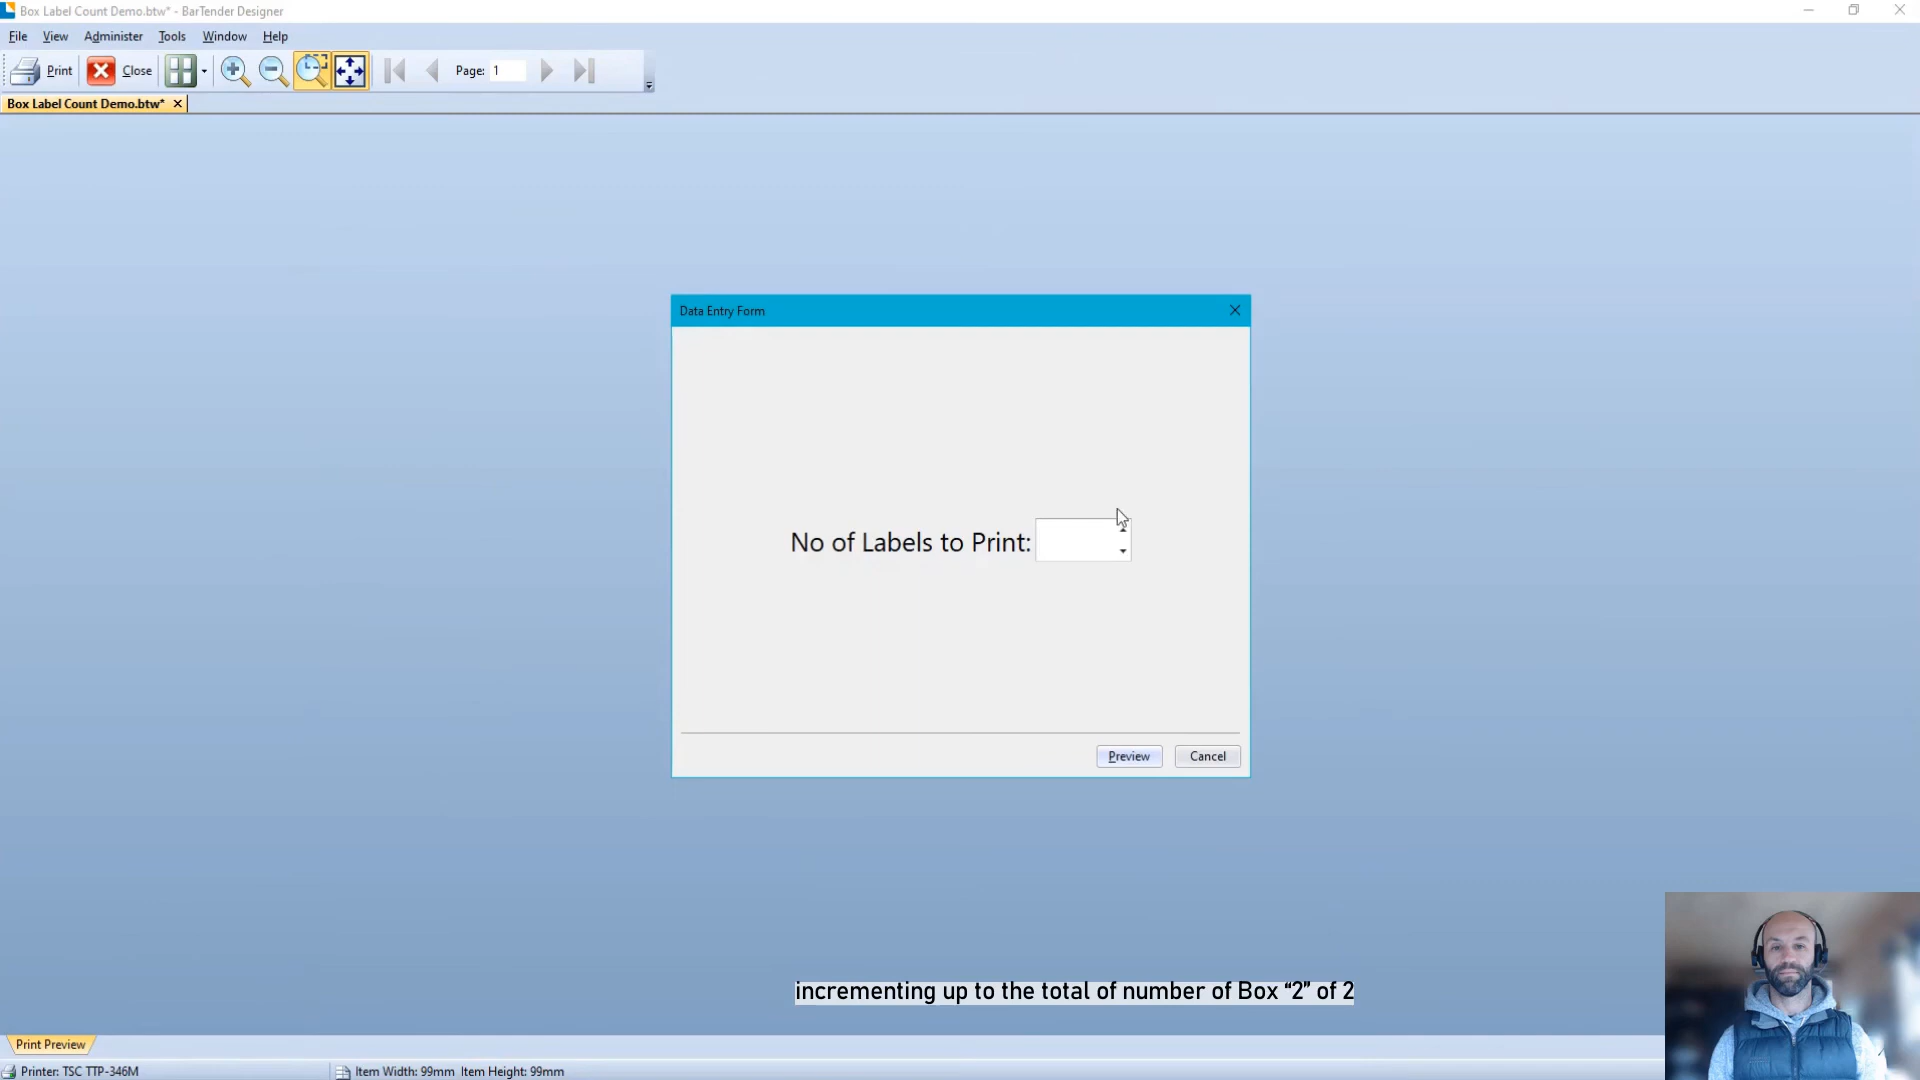 Box Label Count Demo.btw* - BarTender Designer
File View Administer Tools Window Help
Print Close Page: 1
Box Label Count Demo.btw*
Data Entry Form
No of Labels to Print:
Preview Cancel
incrementing up to the total of number of Box “2” of 2
Print Preview
Printer: TSC TTP-346M Item Width: 99mm Item Height: 99mm